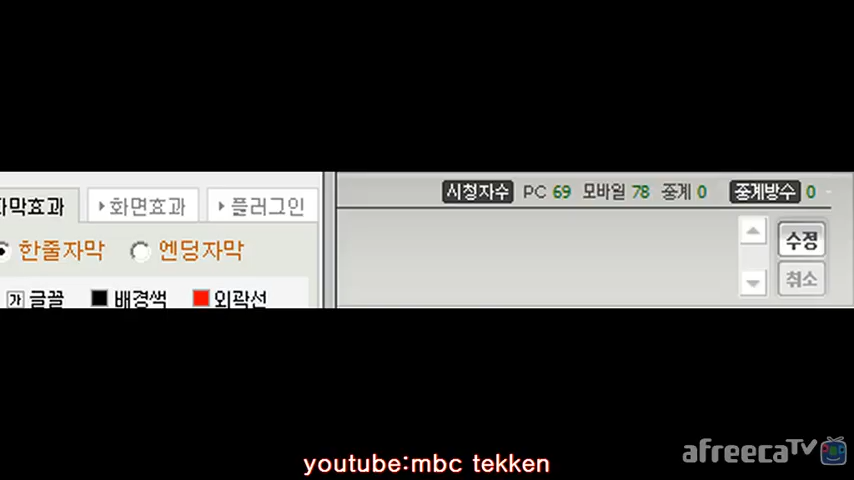 시청자수 PC 69 모바일 78 중계 0 중계방수 0
자막효과 화면효과 플러그인
한줄자막 엔딩자막
수정
취소
가 글꼴 배경색 외곽선
afreecaTV
youtube:mbc tekken